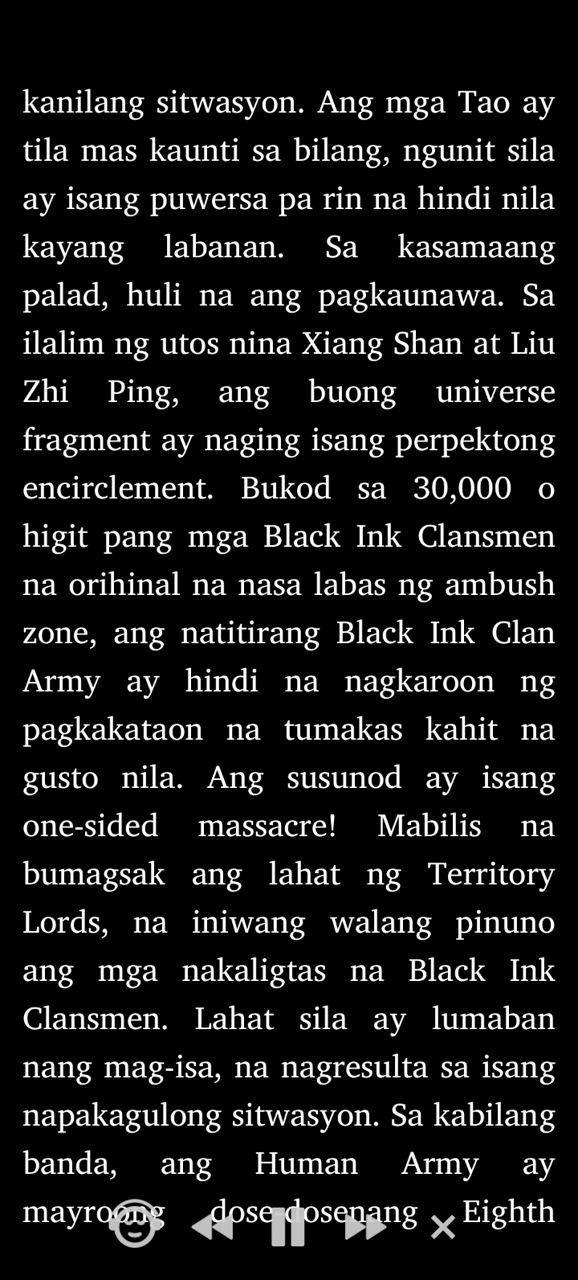 kanilang sitwasyon. Ang mga Tao ay
tila mas kaunti sa bilang, ngunit sila
ay isang puwersa pa rin na hindi nila
kayang labanan. Sa kasamaang
palad, huli na ang pagkaunawa. Sa
ilalim ng utos nina Xiang Shan at Liu
Zhi Ping, ang buong universe
fragment ay naging isang perpektong
encirclement. Bukod sa 30,000 o
higit pang mga Black Ink Clansmen
na orihinal na nasa labas ng ambush
zone, ang natitirang Black Ink Clan
Army ay hindi na nagkaroon ng
pagkakataon na tumakas kahit na
gusto nila. Ang susunod ay isang
one-sided massacre! Mabilis na
bumagsak ang lahat ng Territory
Lords, na iniwang walang pinuno
ang mga nakaligtas na Black Ink
Clansmen. Lahat sila ay lumaban
nang mag-isa, na nagresulta sa isang
napakagulong sitwasyon. Sa kabilang
banda, ang Human Army ay
mayroong dose-dosenang Eighth